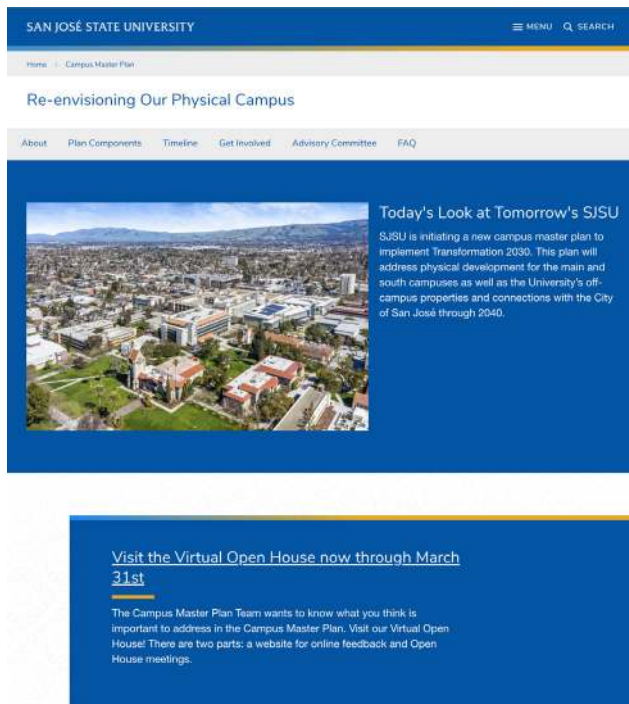 SAN JOSÉ STATE UNIVERSITY
MENU SEARCH
Home Campus Master Plan
Re-envisioning Our Physical Campus
About Plan Components Timeline Get Involved Advisory Committee FAQ
Today's Look at Tomorrow's SJSU
SJSU is initiating a new campus master plan to
implement Transformation 2030. This plan will
address physical development for the main and
south campuses as well as the University's off-
campus properties and connections with the City
of San José through 2040.
Visit the Virtual Open House now through March
31st
The Campus Master Plan Team wants to know what you think is
important to address in the Campus Master Plan. Visit our Virtual Open
House! There are two parts: a website for online feedback and Open
House meetings.